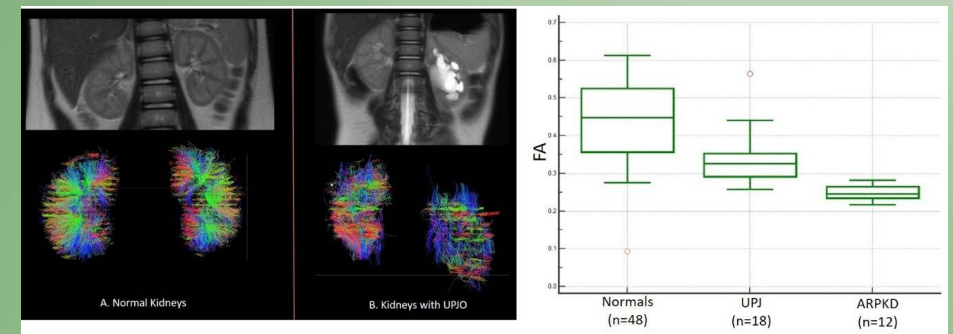 A. Normal Kidneys
B. Kidneys with UPJO
FA
0.7
0.6
0.5
0.4
0.3
0.2
0.1
0.0
Normals
(n=48)
UPJ
(n=18)
ARPKD
(n=12)